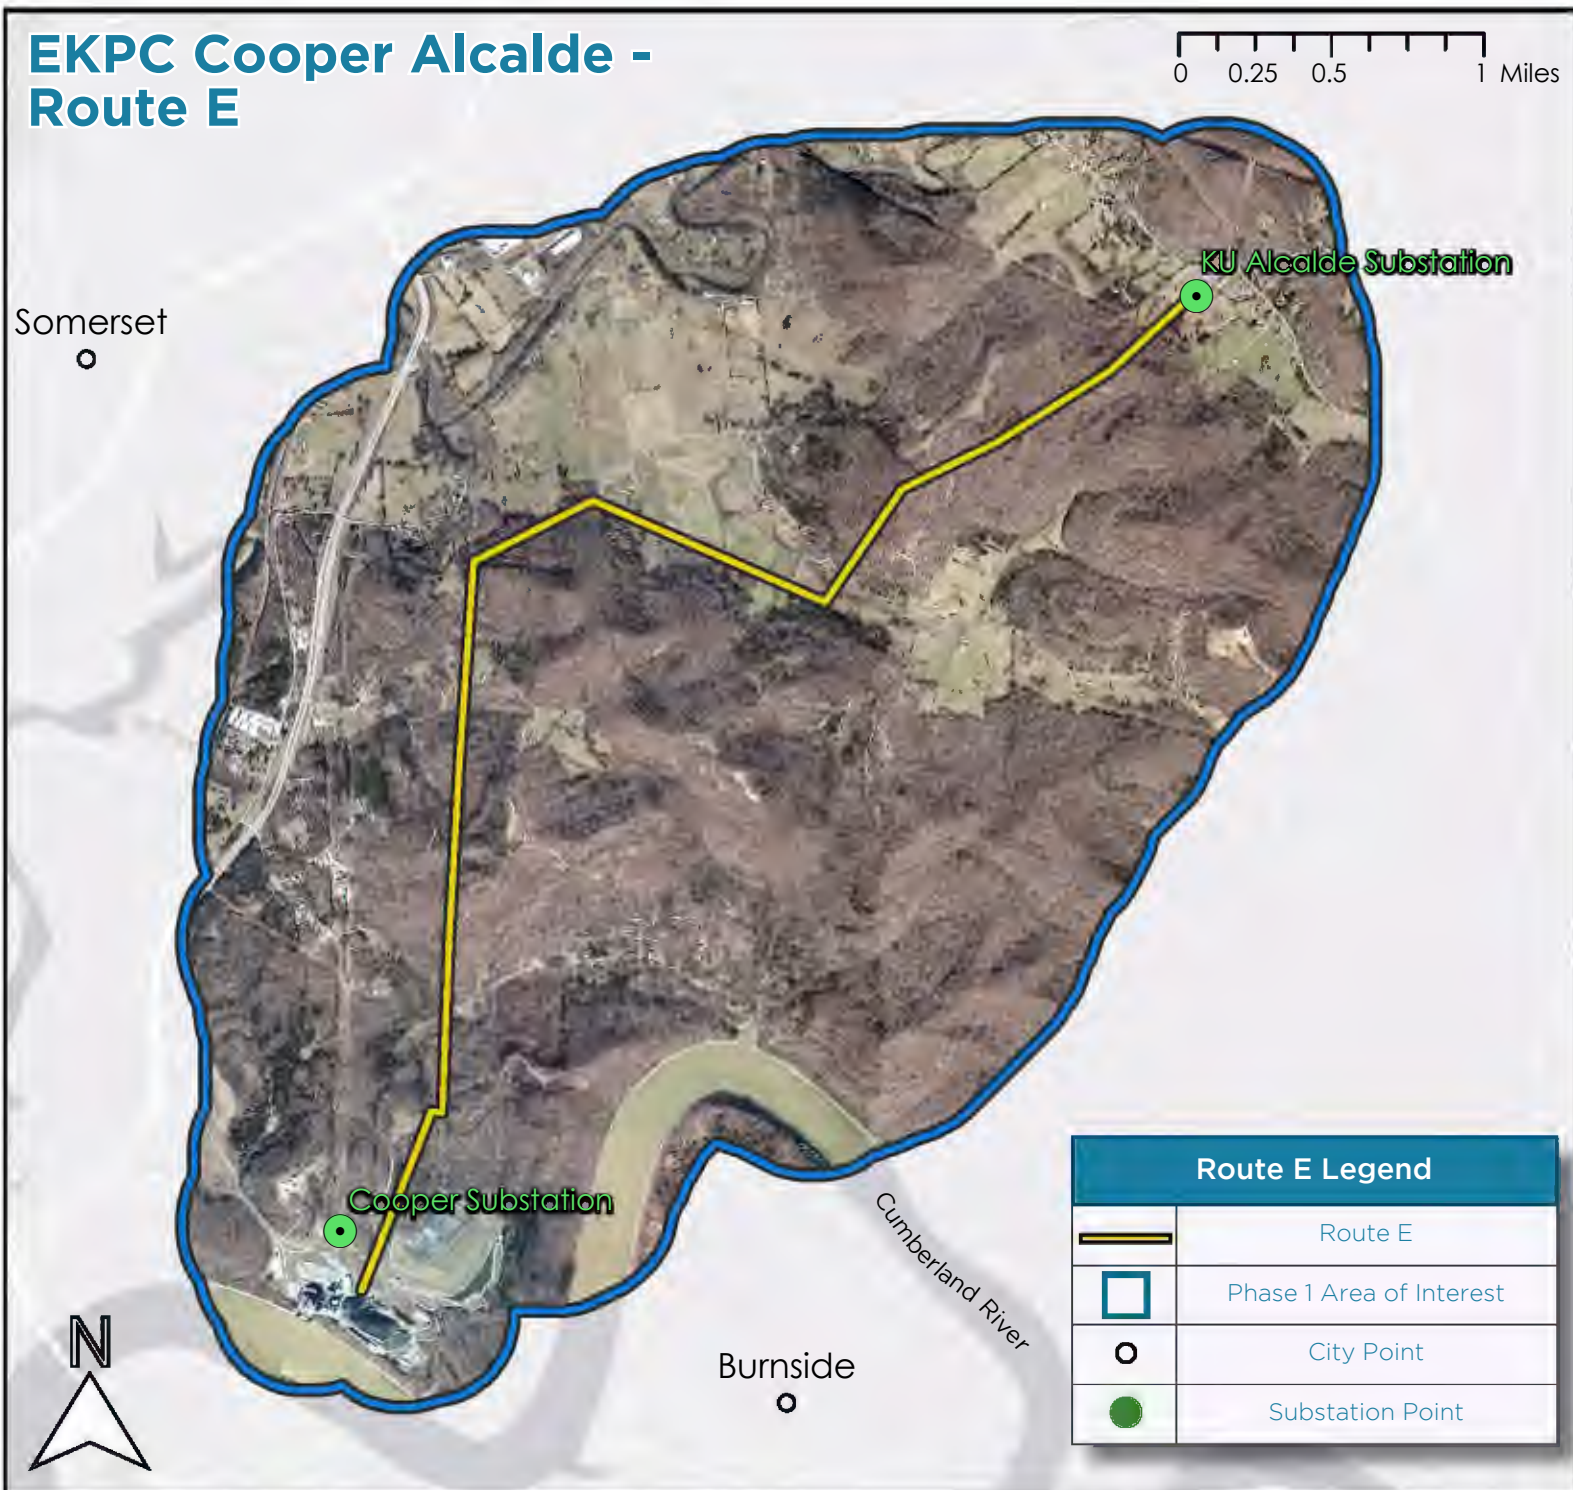 EKPC Cooper Alcalde -
Route E
0 0.25 0.5 1 Miles
KU Alcalde Substation
Somerset
Cooper Substation
Cumberland River
Burnside
N
Route E Legend
Route E
Phase 1 Area of Interest
City Point
Substation Point